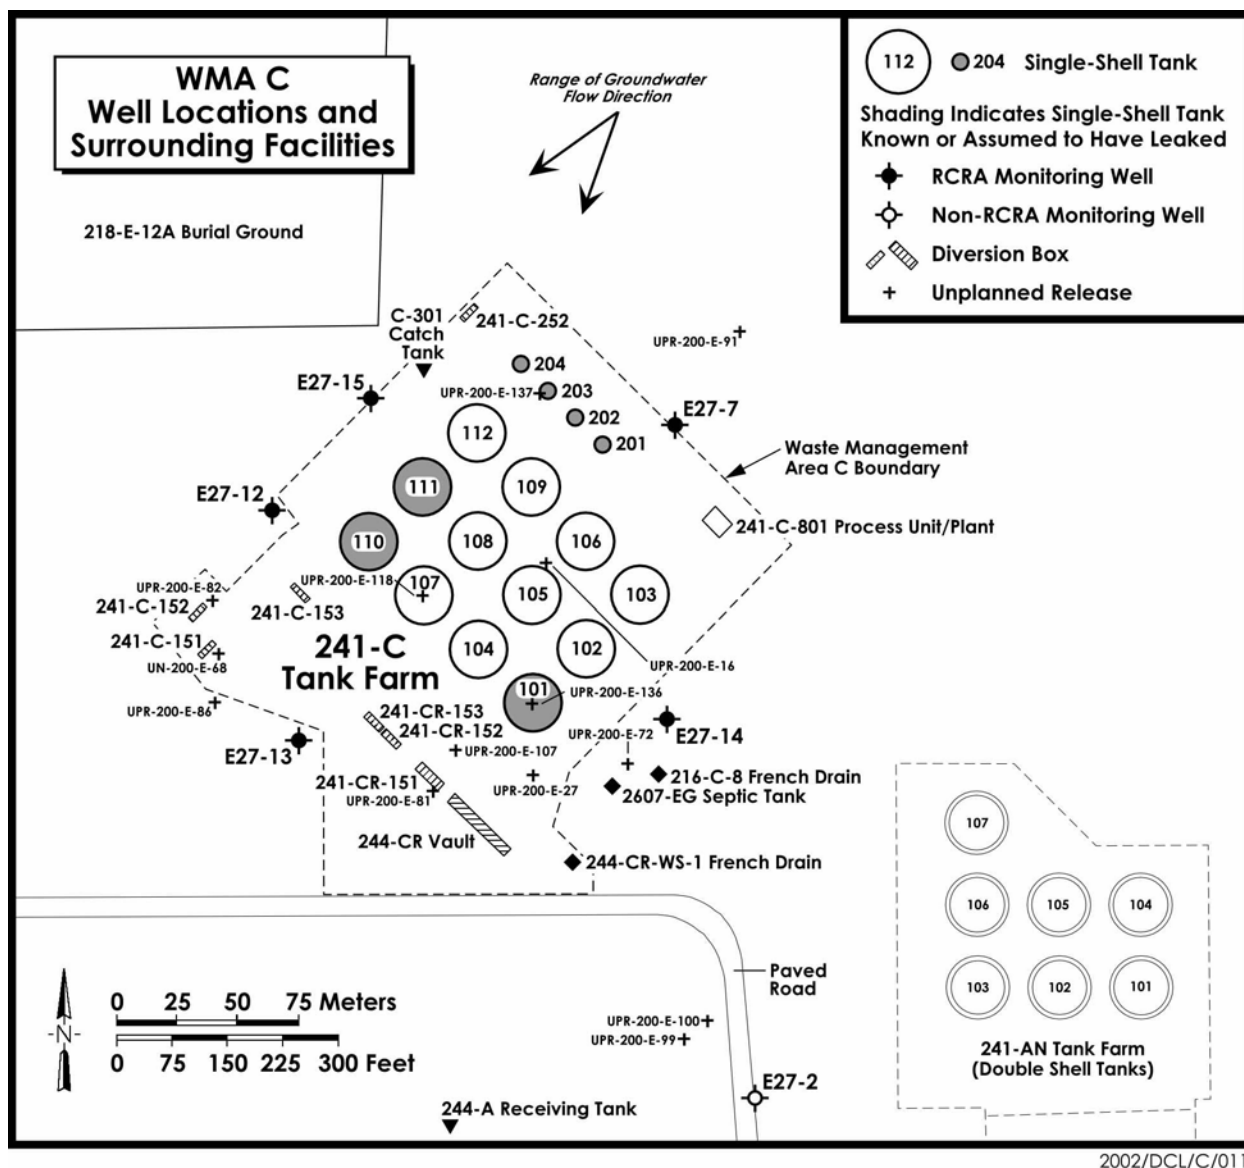 WMA C
Well Locations and
Surrounding Facilities
Range of Groundwater
Flow Direction
112
204 Single-Shell Tank
Shading Indicates Single-Shell Tank
Known or Assumed to Have Leaked
RCRA Monitoring Well
Non-RCRA Monitoring Well
Diversion Box
Unplanned Release
218-E-12A Burial Ground
C-301
Catch
Tank
241-C-252
UPR-200-E-91
204
203
202
201
UPR-200-E-137
E27-15
E27-7
112
Waste Management
Area C Boundary
111
109
E27-12
241-C-801 Process Unit/Plant
110
108
106
UPR-200-E-118
107
105
103
UPR-200-E-82
241-C-152
241-C-153
241-C-151
UN-200-E-68
241-C
Tank Farm
104
102
UPR-200-E-16
101
UPR-200-E-136
UPR-200-E-86
241-CR-153
241-CR-152
UPR-200-E-72
E27-14
E27-13
UPR-200-E-107
241-CR-151
UPR-200-E-81
UPR-200-E-27
216-C-8 French Drain
2607-EG Septic Tank
244-CR Vault
244-CR-WS-1 French Drain
107
106
105
104
103
102
101
241-AN Tank Farm
(Double Shell Tanks)
Paved
Road
N
0 25 50 75 Meters
0 75 150 225 300 Feet
UPR-200-E-100
UPR-200-E-99
E27-2
244-A Receiving Tank
2002/DCL/C/011